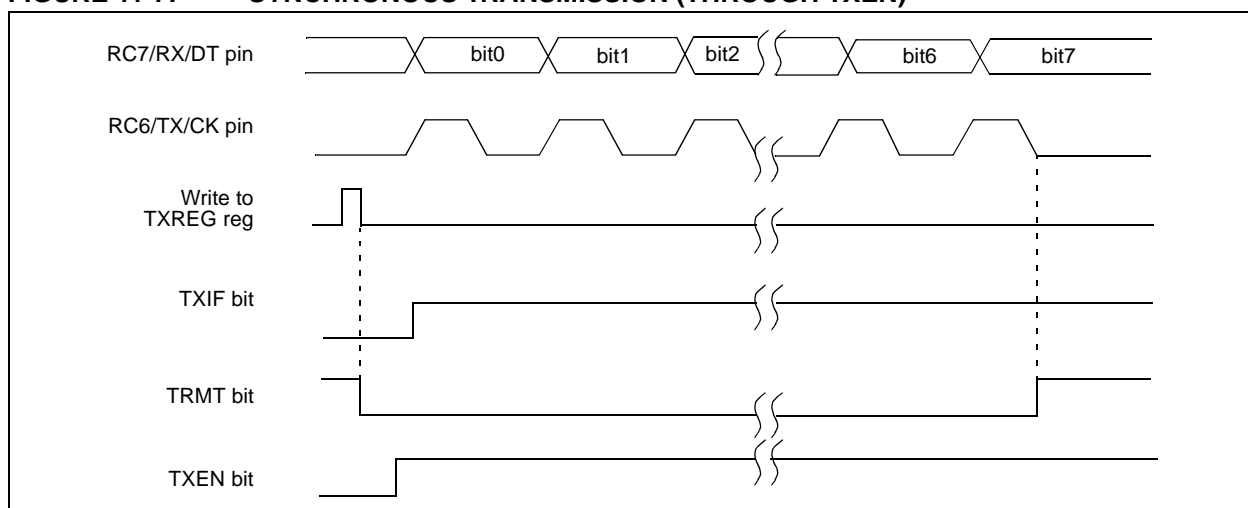 RC7/RX/DT pin
bit0 bit1 bit2 bit6 bit7
RC6/TX/CK pin
Write to
TXREG reg
TXIF bit
TRMT bit
TXEN bit